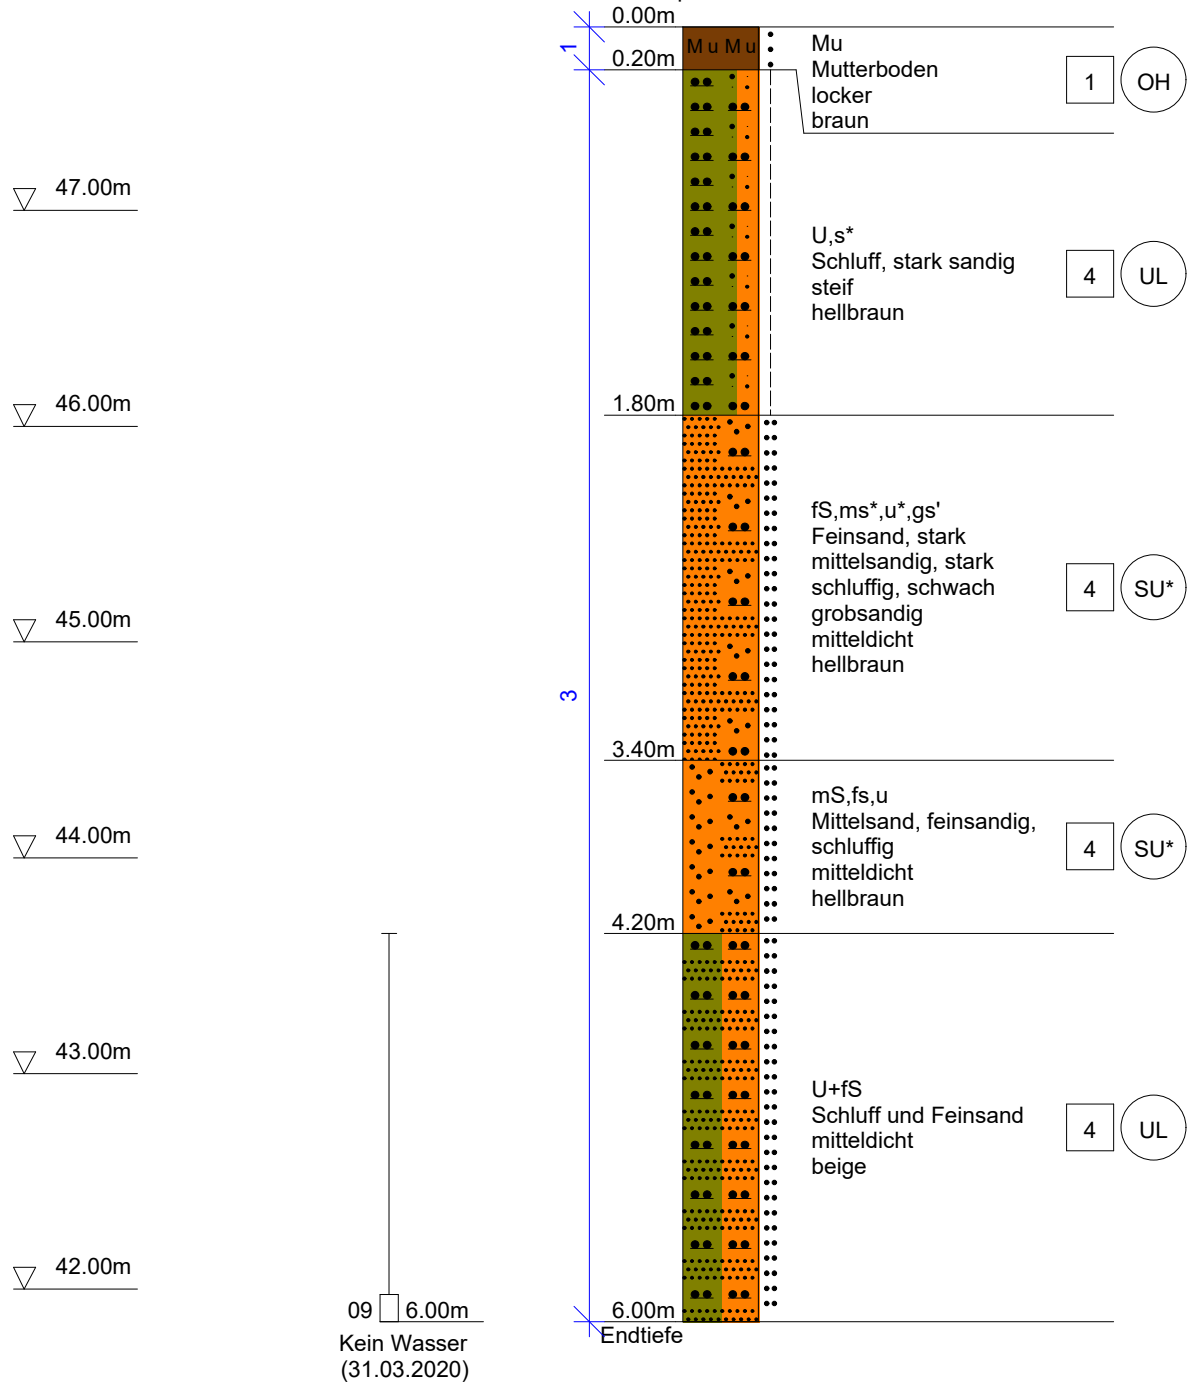 0.00m
1
0.20m
M u M u
Mu
Mutterboden
locker
braun
1
OH
47.00m
U,s*
Schluff, stark sandig
steif
hellbraun
4
UL
46.00m
1.80m
fS,ms*,u*,gs'
Feinsand, stark
mittelsandig, stark
schluffig, schwach
grobsandig
mitteldicht
hellbraun
4
SU*
45.00m
3
3.40m
mS,fs,u
Mittelsand, feinsandig,
schluffig
mitteldicht
hellbraun
4
SU*
44.00m
4.20m
43.00m
U+fS
Schluff und Feinsand
mitteldicht
beige
4
UL
42.00m
09 6.00m
Kein Wasser
(31.03.2020)
6.00m
Endtiefe